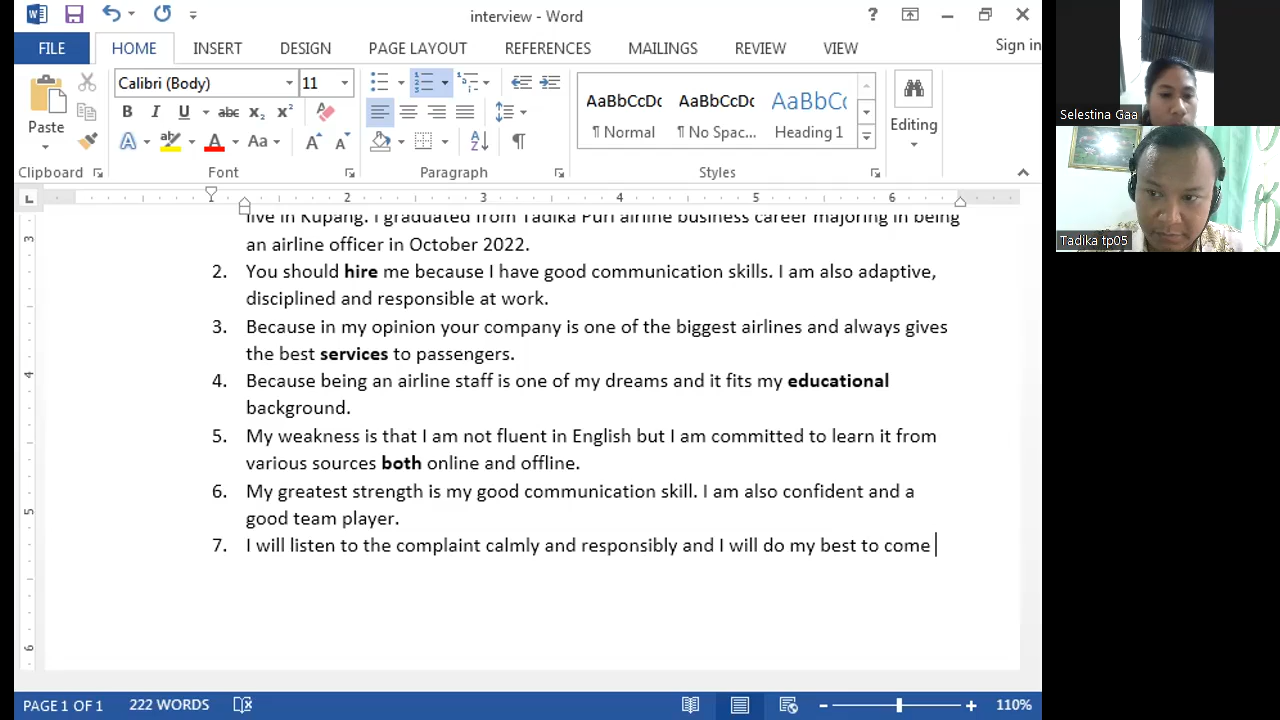 interview - Word
Sign in
FILE HOME INSERT DESIGN PAGE LAYOUT REFERENCES MAILINGS REVIEW VIEW
Calibri (Body) 11
Paste
AaBbCcDc AaBbCcDc AaBbC
¶ Normal ¶ No Spac... Heading 1
Editing
Clipboard Font Paragraph Styles
Selestina Gaa
Tadika tp05
1 2 3 4 5 6
live in Kupang. I graduated from Tadika Puri airline business career majoring in being
an airline officer in October 2022.
2. You should hire me because I have good communication skills. I am also adaptive,
disciplined and responsible at work.
3. Because in my opinion your company is one of the biggest airlines and always gives
the best services to passengers.
4. Because being an airline staff is one of my dreams and it fits my educational
background.
5. My weakness is that I am not fluent in English but I am committed to learn it from
various sources both online and offline.
6. My greatest strength is my good communication skill. I am also confident and a
good team player.
7. I will listen to the complaint calmly and responsibly and I will do my best to come
PAGE 1 OF 1 222 WORDS 110%